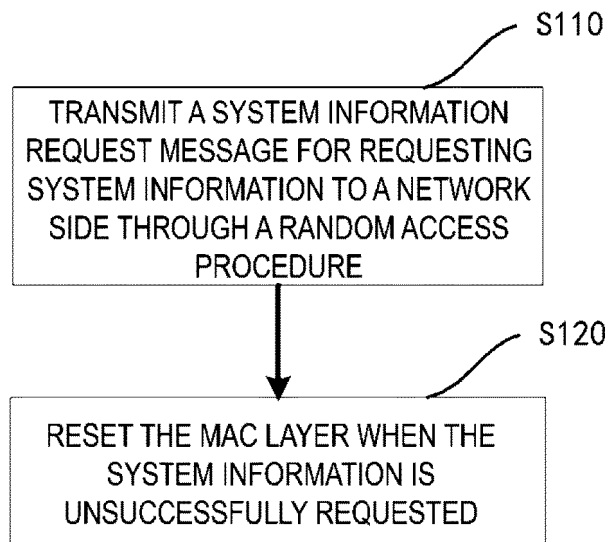 S110
TRANSMIT A SYSTEM INFORMATION
REQUEST MESSAGE FOR REQUESTING
SYSTEM INFORMATION TO A NETWORK
SIDE THROUGH A RANDOM ACCESS
PROCEDURE
S120
RESET THE MAC LAYER WHEN THE
SYSTEM INFORMATION IS
UNSUCCESSFULLY REQUESTED